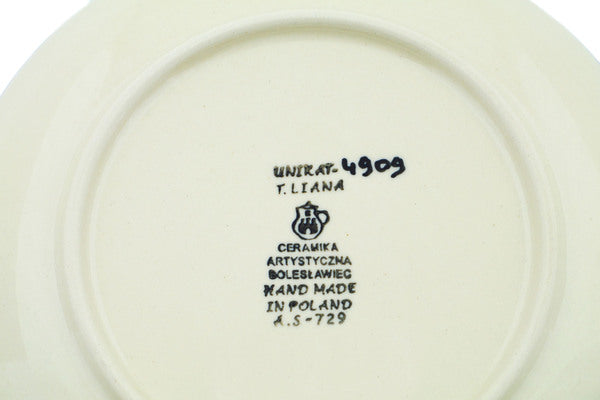 UNIKAT-4909
T. LIANA
CERAMIKA
ARTYSTYCZNA
BOLESŁAWIEC
HAND MADE
IN POLAND
A.S-729